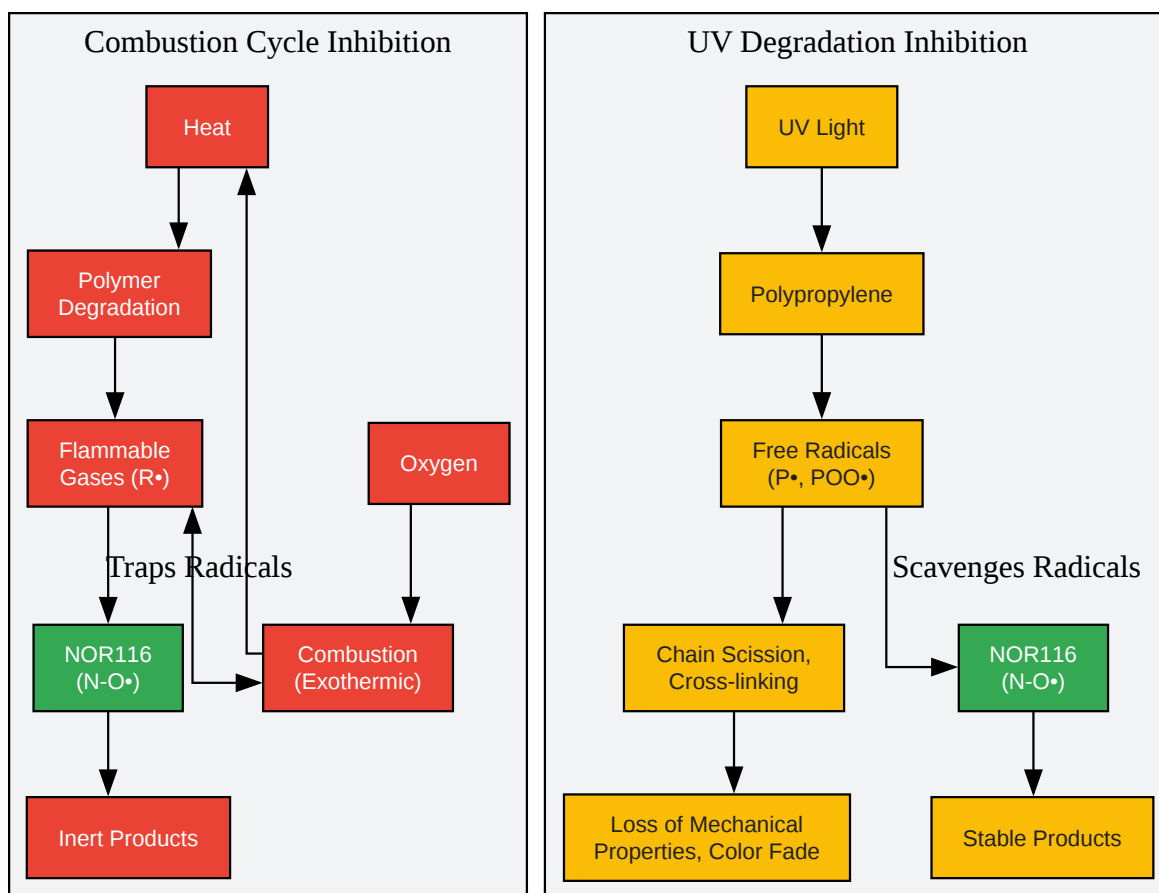 Combustion Cycle Inhibition
Heat
Polymer
Degradation
Flammable
Gases (R•)
Oxygen
Traps Radicals
NOR116
(N-O•)
Combustion
(Exothermic)
Inert Products
UV Degradation Inhibition
UV Light
Polypropylene
Free Radicals
(P•, POO•)
Scavenges Radicals
Chain Scission,
Cross-linking
NOR116
(N-O•)
Loss of Mechanical
Properties, Color Fade
Stable Products